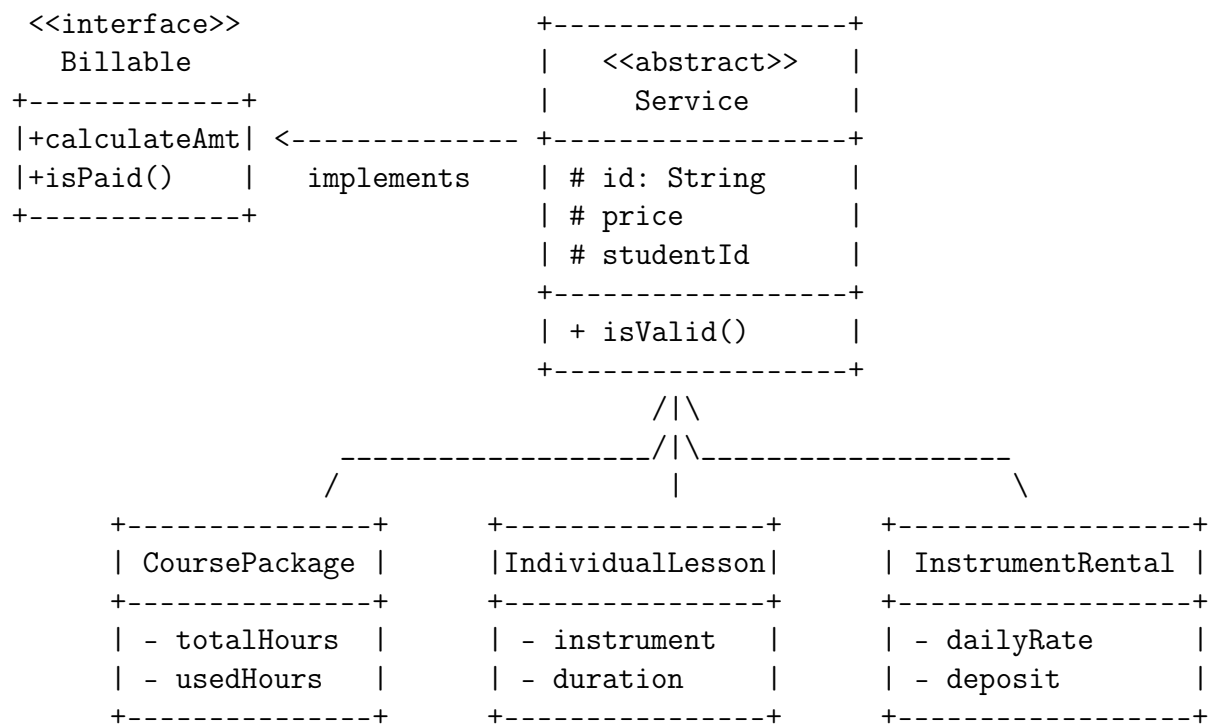 <<interface>>
Billable
+calculateAmt
+isPaid()
implements
<<abstract>>
Service
# id: String
# price
# studentId
+ isValid()
CoursePackage
- totalHours
- usedHours
IndividualLesson
- instrument
- duration
InstrumentRental
- dailyRate
- deposit